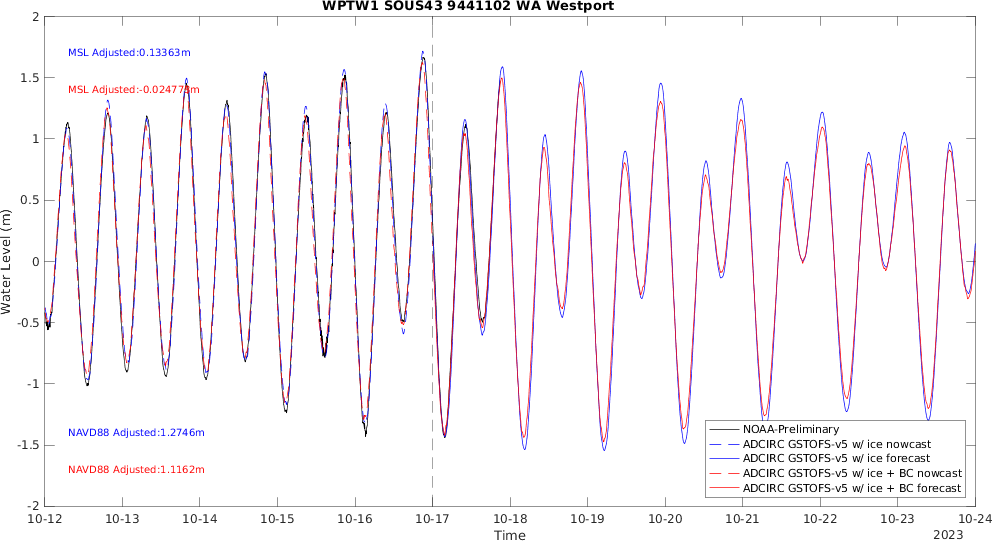 WPTW1 SOUS43 9441102 WA Westport
2
1.5
1
0.5
0
-0.5
-1
-1.5
-2
Water Level (m)
MSL Adjusted:0.13363m
MSL Adjusted:-0.024773m
NAVD88 Adjusted:1.2746m
NAVD88 Adjusted:1.1162m
NOAA-Preliminary
ADCIRC GSTOFS-v5 w/ ice nowcast
ADCIRC GSTOFS-v5 w/ ice forecast
ADCIRC GSTOFS-v5 w/ ice + BC nowcast
ADCIRC GSTOFS-v5 w/ ice + BC forecast
10-12 10-13 10-14 10-15 10-16 10-17 10-18 10-19 10-20 10-21 10-22 10-23 10-24
Time
2023